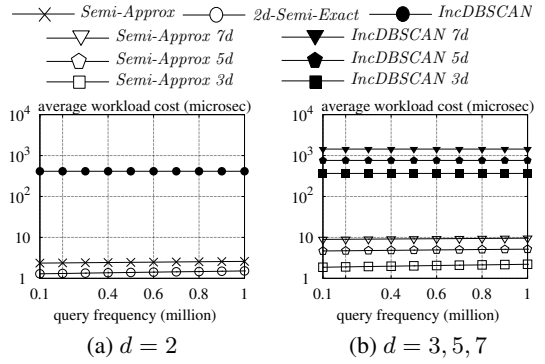 Semi-Approx 2d-Semi-Exact IncDBSCAN
Semi-Approx 7d IncDBSCAN 7d
Semi-Approx 5d IncDBSCAN 5d
Semi-Approx 3d IncDBSCAN 3d
average workload cost (microsec)
10^4
10^3
10^2
10
1
0.1 0.4 0.6 0.8 1
query frequency (million)
(a) d = 2
average workload cost (microsec)
10^4
10^3
10^2
10
1
0.1 0.4 0.6 0.8 1
query frequency (million)
(b) d = 3, 5, 7